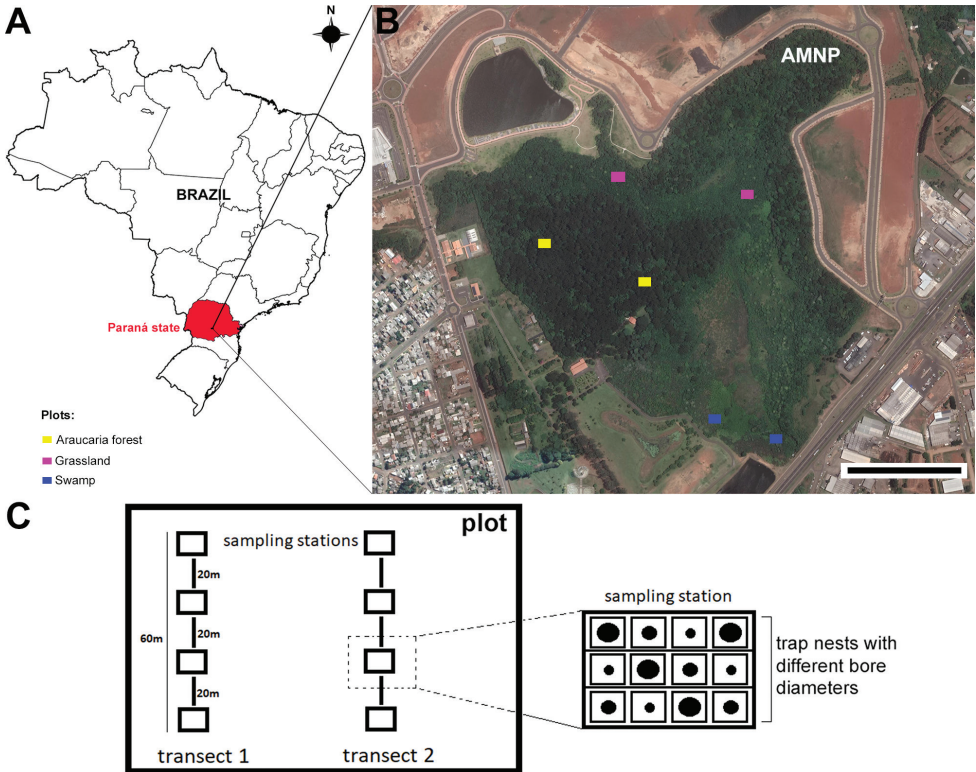 A
N
BRAZIL
Paraná state
Plots:
Araucaria forest
Grassland
Swamp
B
AMNP
C
plot
sampling stations
20m
20m
60m
20m
transect 1
transect 2
sampling station
trap nests with
different bore
diameters